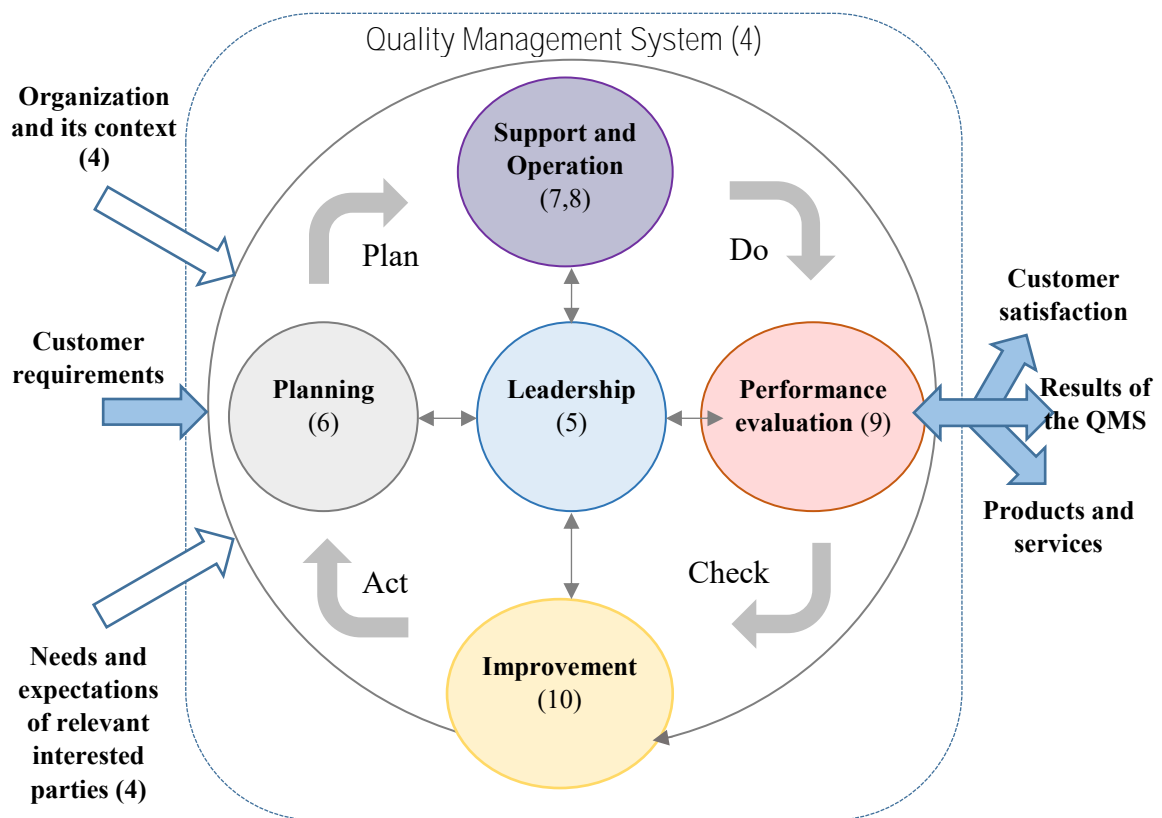 Quality Management System (4)
Organization
and its context
(4)
Support and
Operation
(7,8)
Plan
Do
Customer
satisfaction
Customer
requirements
Planning
(6)
Leadership
(5)
Performance
evaluation (9)
Results of
the QMS
Products and
services
Act
Check
Needs and
expectations
of relevant
interested
parties (4)
Improvement
(10)